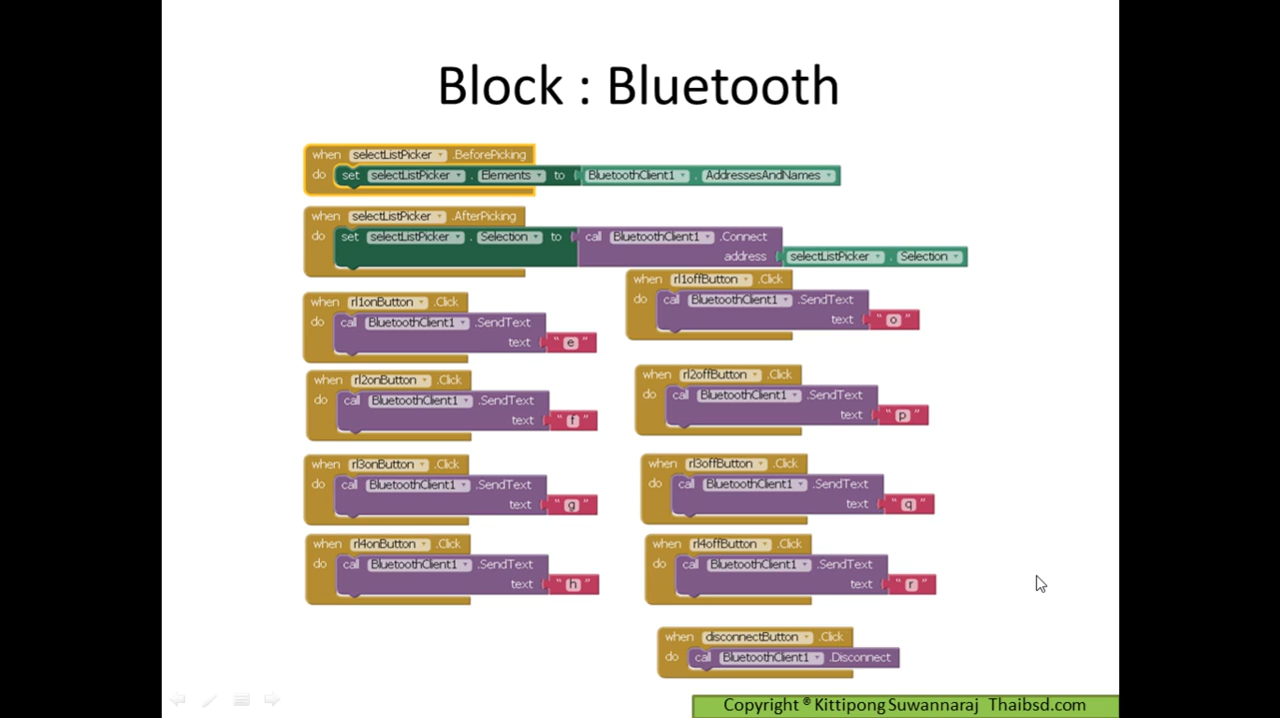 Block : Bluetooth
when selectListPicker .BeforePicking
do set selectListPicker . Elements to BluetoothClient1 . AddressesAndNames
when selectListPicker .AfterPicking
do set selectListPicker . Selection to call BluetoothClient1 .Connect
address selectListPicker . Selection
when rl1offButton .Click
do call BluetoothClient1 .SendText
text "o"
when rl1onButton .Click
do call BluetoothClient1 .SendText
text "e"
when rl2onButton .Click
do call BluetoothClient1 .SendText
text "f"
when rl2offButton .Click
do call BluetoothClient1 .SendText
text "p"
when rl3onButton .Click
do call BluetoothClient1 .SendText
text "g"
when rl3offButton .Click
do call BluetoothClient1 .SendText
text "q"
when rl4onButton .Click
do call BluetoothClient1 .SendText
text "h"
when rl4offButton .Click
do call BluetoothClient1 .SendText
text "r"
when disconnectButton .Click
do call BluetoothClient1 .Disconnect
Copyright ® Kittipong Suwannaraj Thaibsd.com